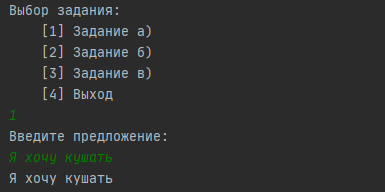 Выбор задания:
[1] Задание а)
[2] Задание б)
[3] Задание в)
[4] Выход
1
Введите предложение:
Я хочу кушать
Я хочу кушать